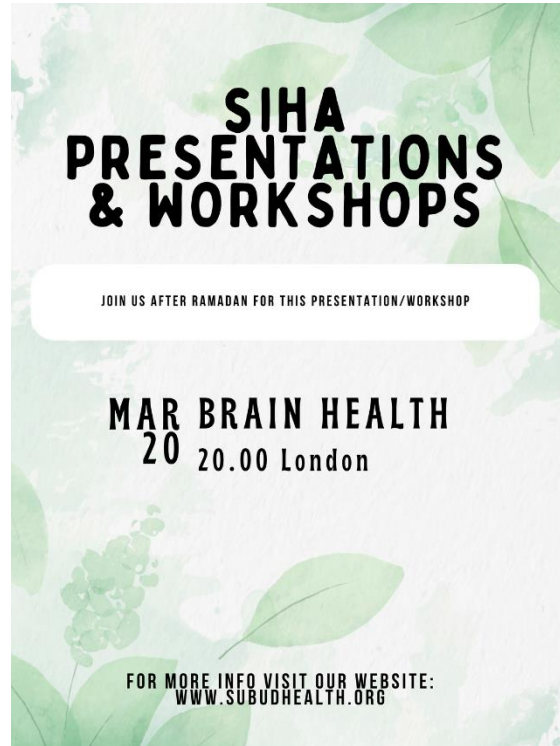 SIHA
PRESENTATIONS
& WORKSHOPS
JOIN US AFTER RAMADAN FOR THIS PRESENTATION/WORKSHOP
MAR BRAIN HEALTH
20 20.00 London
FOR MORE INFO VISIT OUR WEBSITE:
WWW.SUBUDHEALTH.ORG